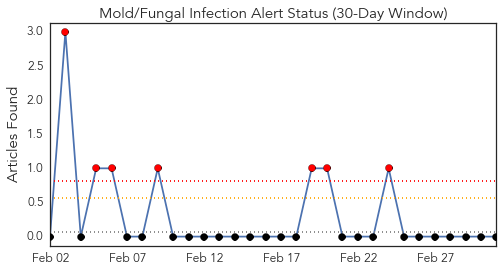 Mold/Fungal Infection Alert Status (30-Day Window)
Articles Found
3.0
2.5
2.0
1.5
1.0
0.5
0.0
Feb 02 Feb 07 Feb 12 Feb 17 Feb 22 Feb 27